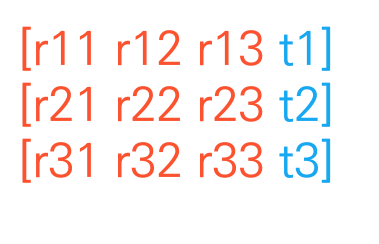 [r11 r12 r13 t1]
[r21 r22 r23 t2]
[r31 r32 r33 t3]